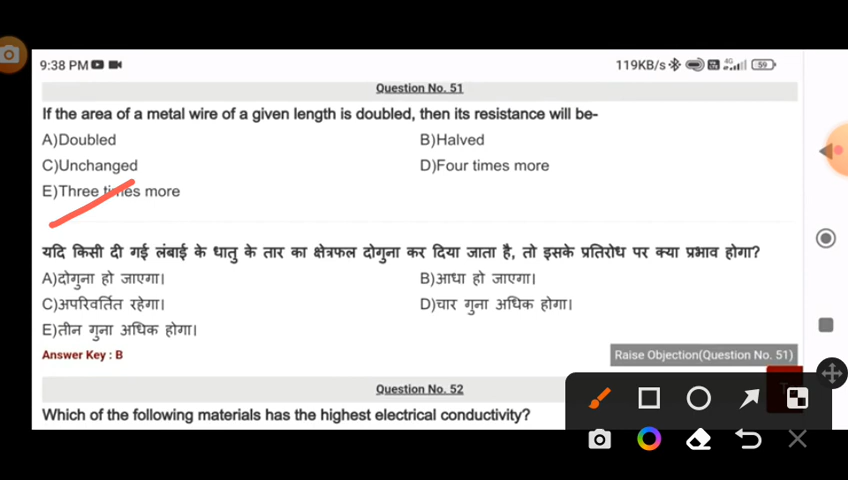 9:38 PM 119KB/s 4G 59
Question No. 51
If the area of a metal wire of a given length is doubled, then its resistance will be-
A)Doubled B)Halved
C)Unchanged D)Four times more
E)Three times more
यदि किसी दी गई लंबाई के धातु के तार का क्षेत्रफल दोगुना कर दिया जाता है, तो इसके प्रतिरोध पर क्या प्रभाव होगा?
A)दोगुना हो जाएगा। B)आधा हो जाएगा।
C)अपरिवर्तित रहेगा। D)चार गुना अधिक होगा।
E)तीन गुना अधिक होगा।
Answer Key : B Raise Objection(Question No. 51)
Question No. 52
Which of the following materials has the highest electrical conductivity?